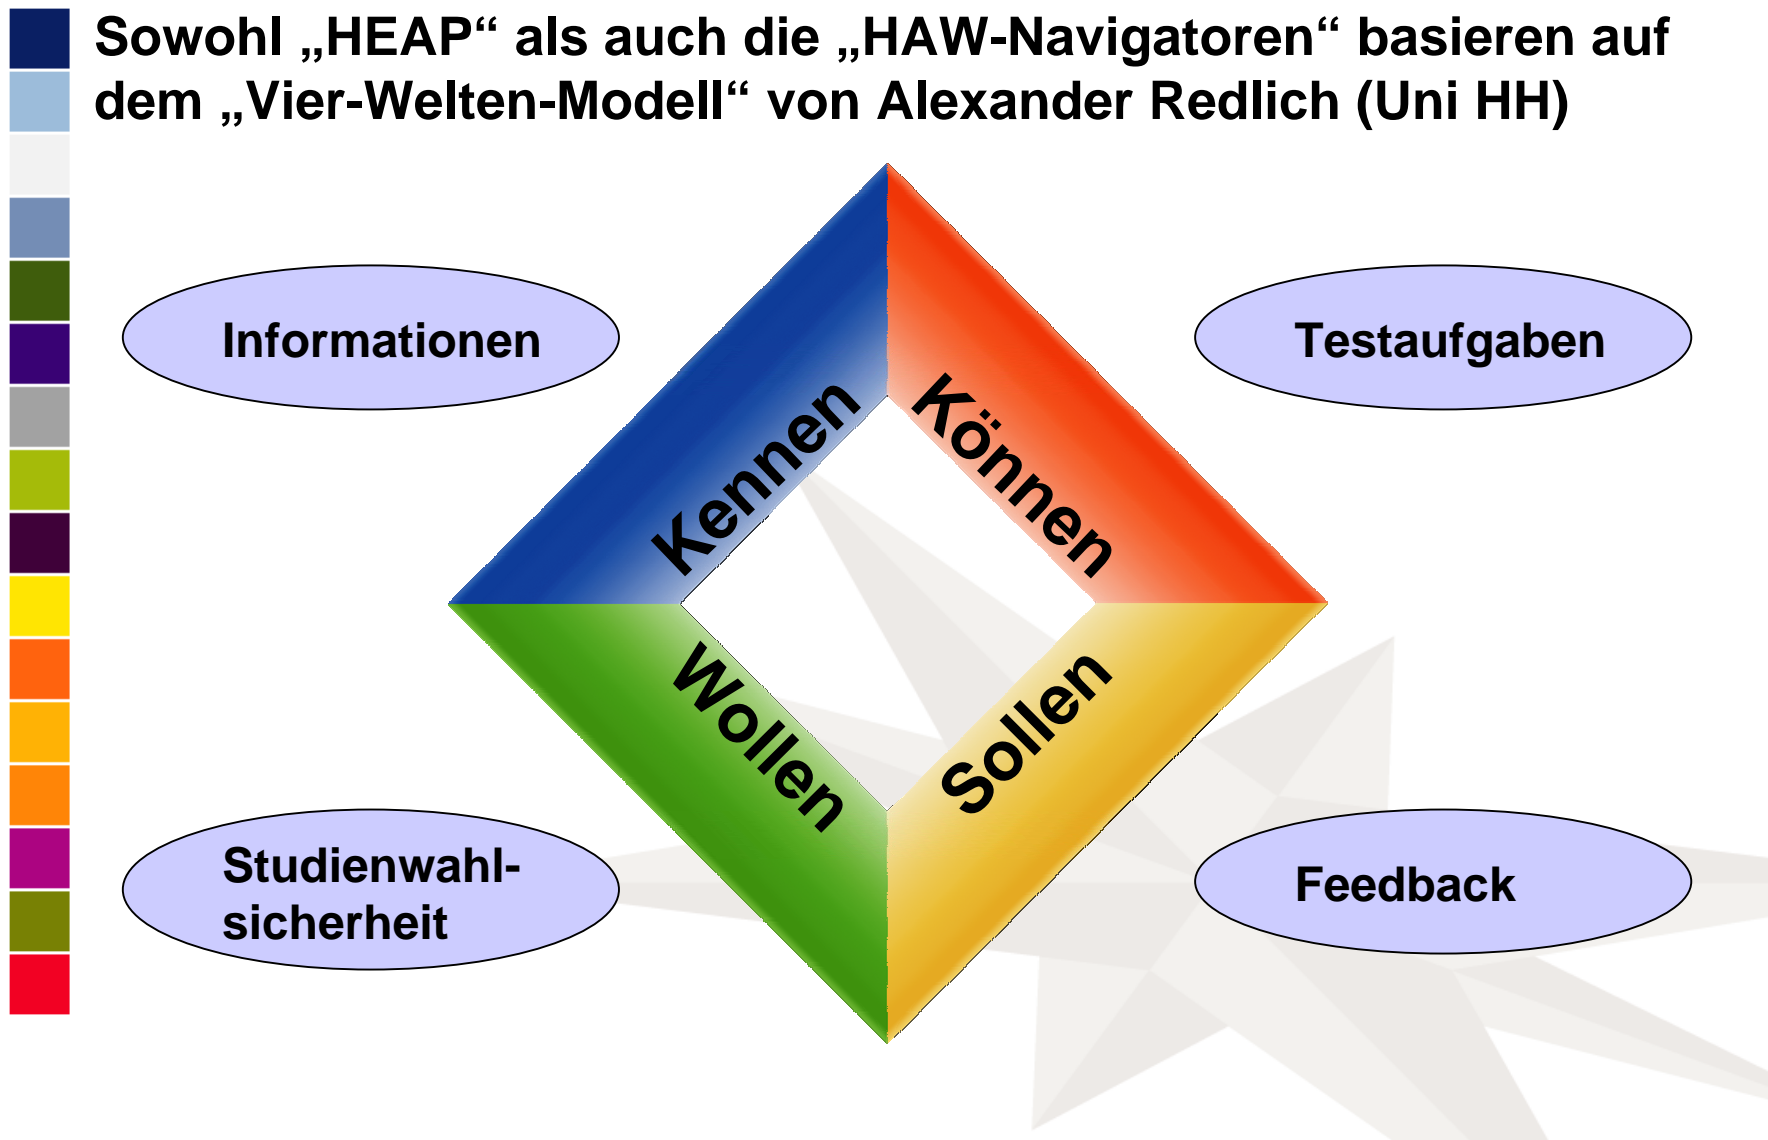 Sowohl „HEAP“ als auch die „HAW-Navigatoren“ basieren auf
dem „Vier-Welten-Modell“ von Alexander Redlich (Uni HH)
Informationen
Testaufgaben
Kennen
Können
Wollen
Sollen
Studienwahl-
sicherheit
Feedback